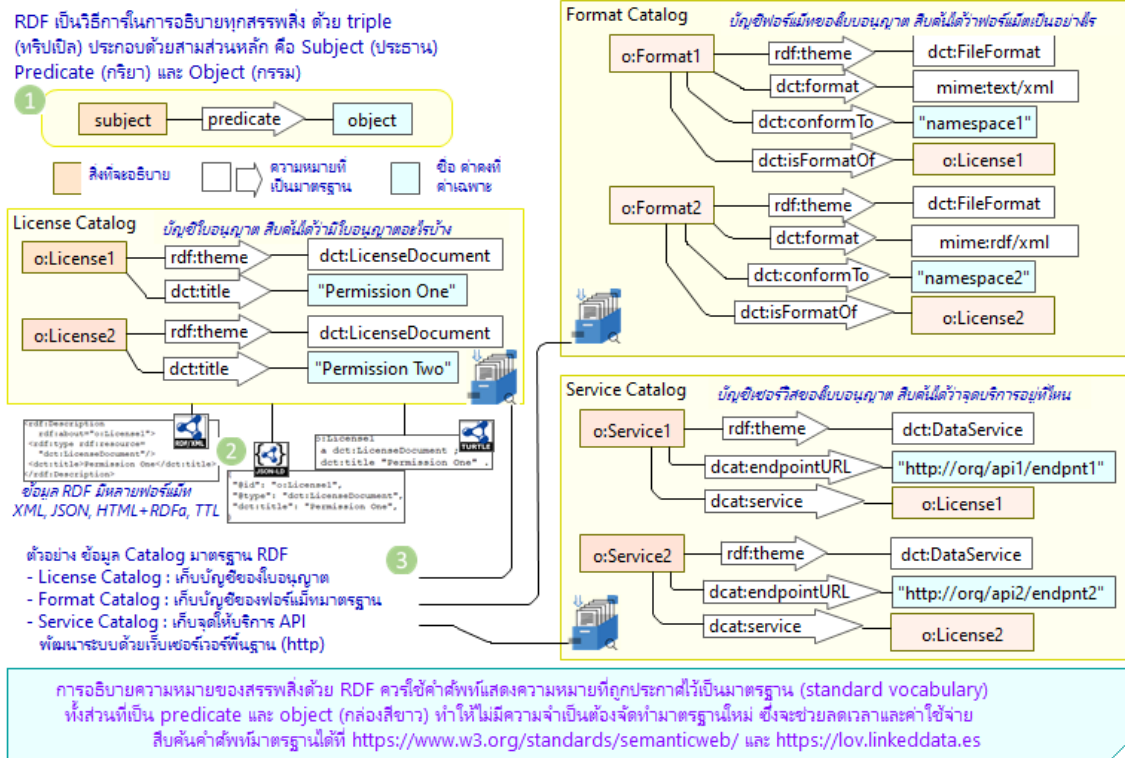 RDF เป็นวิธีการในการอธิบายทุกสรรพสิ่ง ด้วย triple
(ทริปเปิล) ประกอบด้วยสามส่วนหลัก คือ Subject (ประธาน)
Predicate (กริยา) และ Object (กรรม)
1
subject
predicate
object
สิ่งที่จะอธิบาย
ความหมายที่
เป็นมาตรฐาน
ชื่อ ค่าคงที่
ค่าเฉพาะ
License Catalog
บัญชีใบอนุญาต สืบค้นได้ว่ามีใบอนุญาตอะไรบ้าง
o:License1
rdf:theme
dct:LicenseDocument
dct:title
"Permission One"
o:License2
rdf:theme
dct:LicenseDocument
dct:title
"Permission Two"
<rdf:Description
rdf:about="o:License1">
<rdf:type rdf:resource=
"dct:LicenseDocument"/>
<dct:title>Permission One</dct:title>
</rdf:Description>
RDF/XML
2
JSON-LD
"@id": "o:License1",
"@type": "dct:LicenseDocument",
"dct:title": "Permission One",
}
TURTLE
o:License1
a dct:LicenseDocument ;
dct:title "Permission One" .
ข้อมูล RDF มีหลายฟอร์แม็ท
XML, JSON, HTML+RDFa, TTL
ตัวอย่าง ข้อมูล Catalog มาตรฐาน RDF
3
- License Catalog : เก็บบัญชีของใบอนุญาต
- Format Catalog : เก็บบัญชีของฟอร์แม็ทมาตรฐาน
- Service Catalog : เก็บจุดให้บริการ API
พัฒนาระบบด้วยเว็บเซอร์เวอร์พื้นฐาน (http)
Format Catalog
บัญชีฟอร์แม็ทของใบอนุญาต สืบค้นได้ว่าฟอร์แม็ตเป็นอย่างไร
o:Format1
rdf:theme
dct:FileFormat
dct:format
mime:text/xml
dct:conformTo
"namespace1"
dct:isFormatOf
o:License1
o:Format2
rdf:theme
dct:FileFormat
dct:format
mime:rdf/xml
dct:conformTo
"namespace2"
dct:isFormatOf
o:License2
Service Catalog
บัญชีเซอร์วิสของใบอนุญาต สืบค้นได้ว่าจุดบริการอยู่ที่ไหน
o:Service1
rdf:theme
dct:DataService
dcat:endpointURL
"http://org/api1/endpnt1"
dcat:service
o:License1
o:Service2
rdf:theme
dct:DataService
dcat:endpointURL
"http://org/api2/endpnt2"
dcat:service
o:License2
การอธิบายความหมายของสรรพสิ่งด้วย RDF ควรใช้คำศัพท์แสดงความหมายที่ถูกประกาศไว้เป็นมาตรฐาน (standard vocabulary)
ทั้งส่วนที่เป็น predicate และ object (กล่องสีขาว) ทำให้ไม่มีความจำเป็นต้องจัดทำมาตรฐานใหม่ ซึ่งจะช่วยลดเวลาและค่าใช้จ่าย
สืบค้นคำศัพท์มาตรฐานได้ที่ https://www.w3.org/standards/semanticweb/ และ https://lov.linkeddata.es